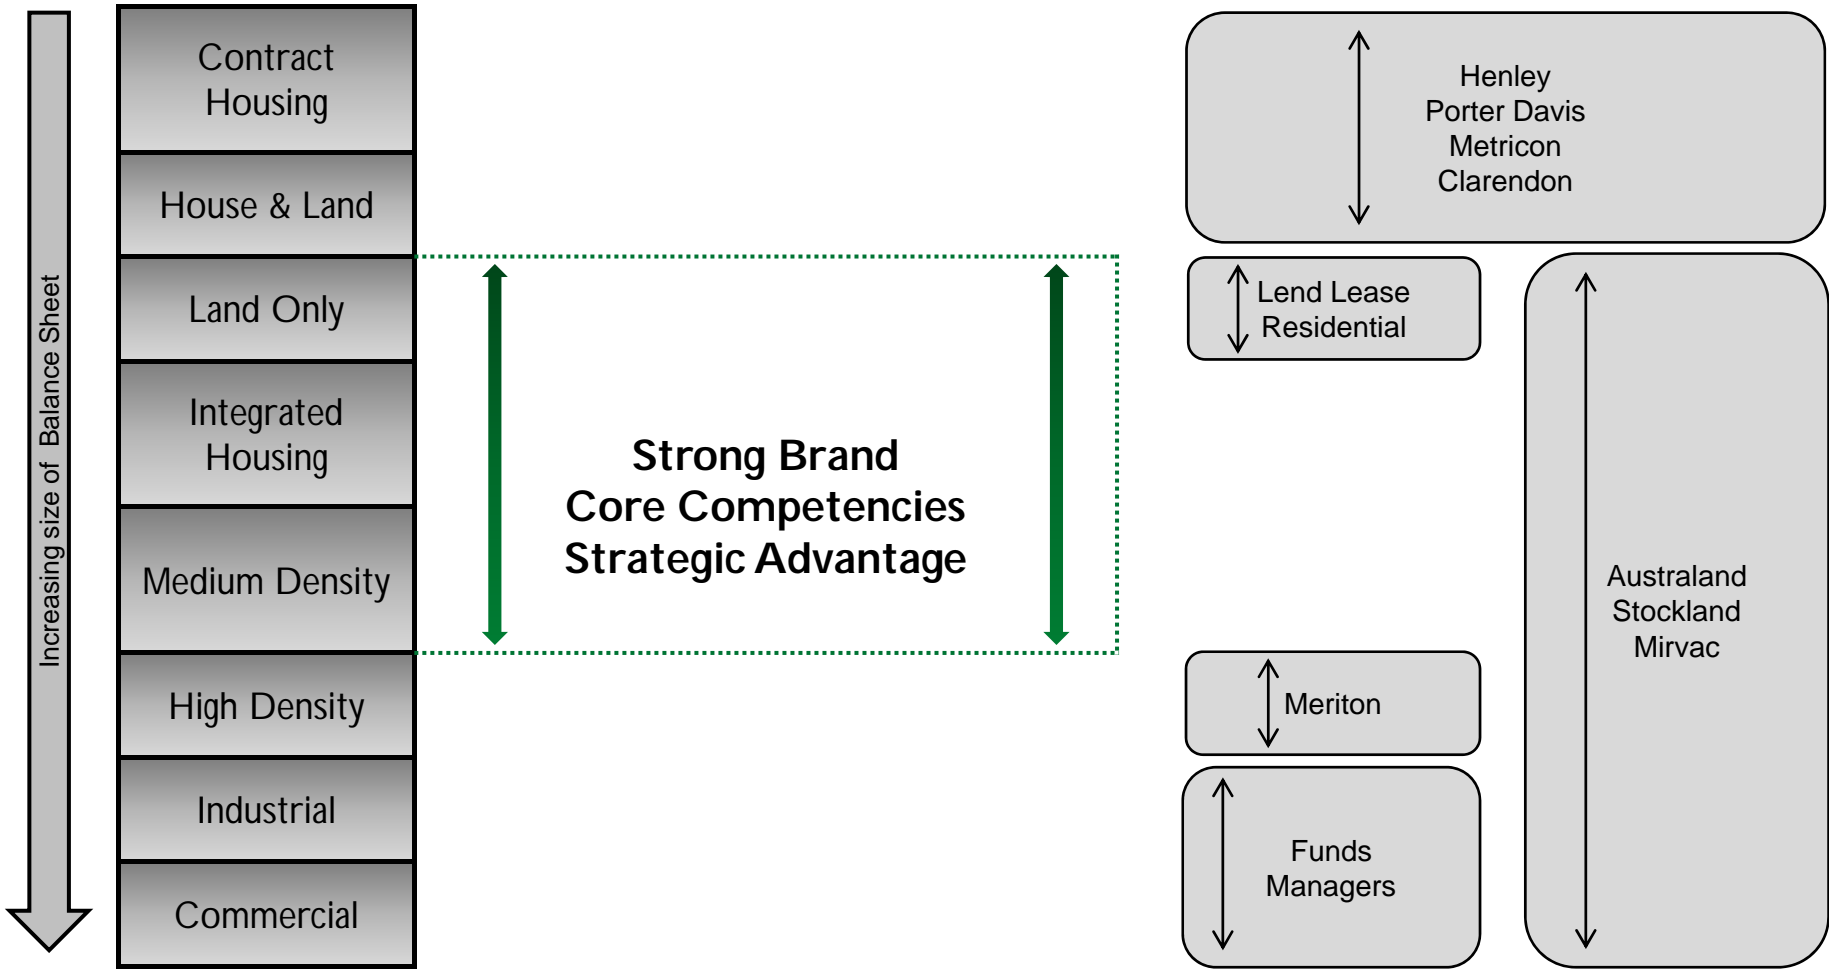 Increasing size of Balance Sheet
Contract
Housing
House & Land
Land Only
Integrated
Housing
Medium Density
High Density
Industrial
Commercial
Strong Brand
Core Competencies
Strategic Advantage
Henley
Porter Davis
Metricon
Clarendon
Lend Lease
Residential
Meriton
Funds
Managers
Australand
Stockland
Mirvac